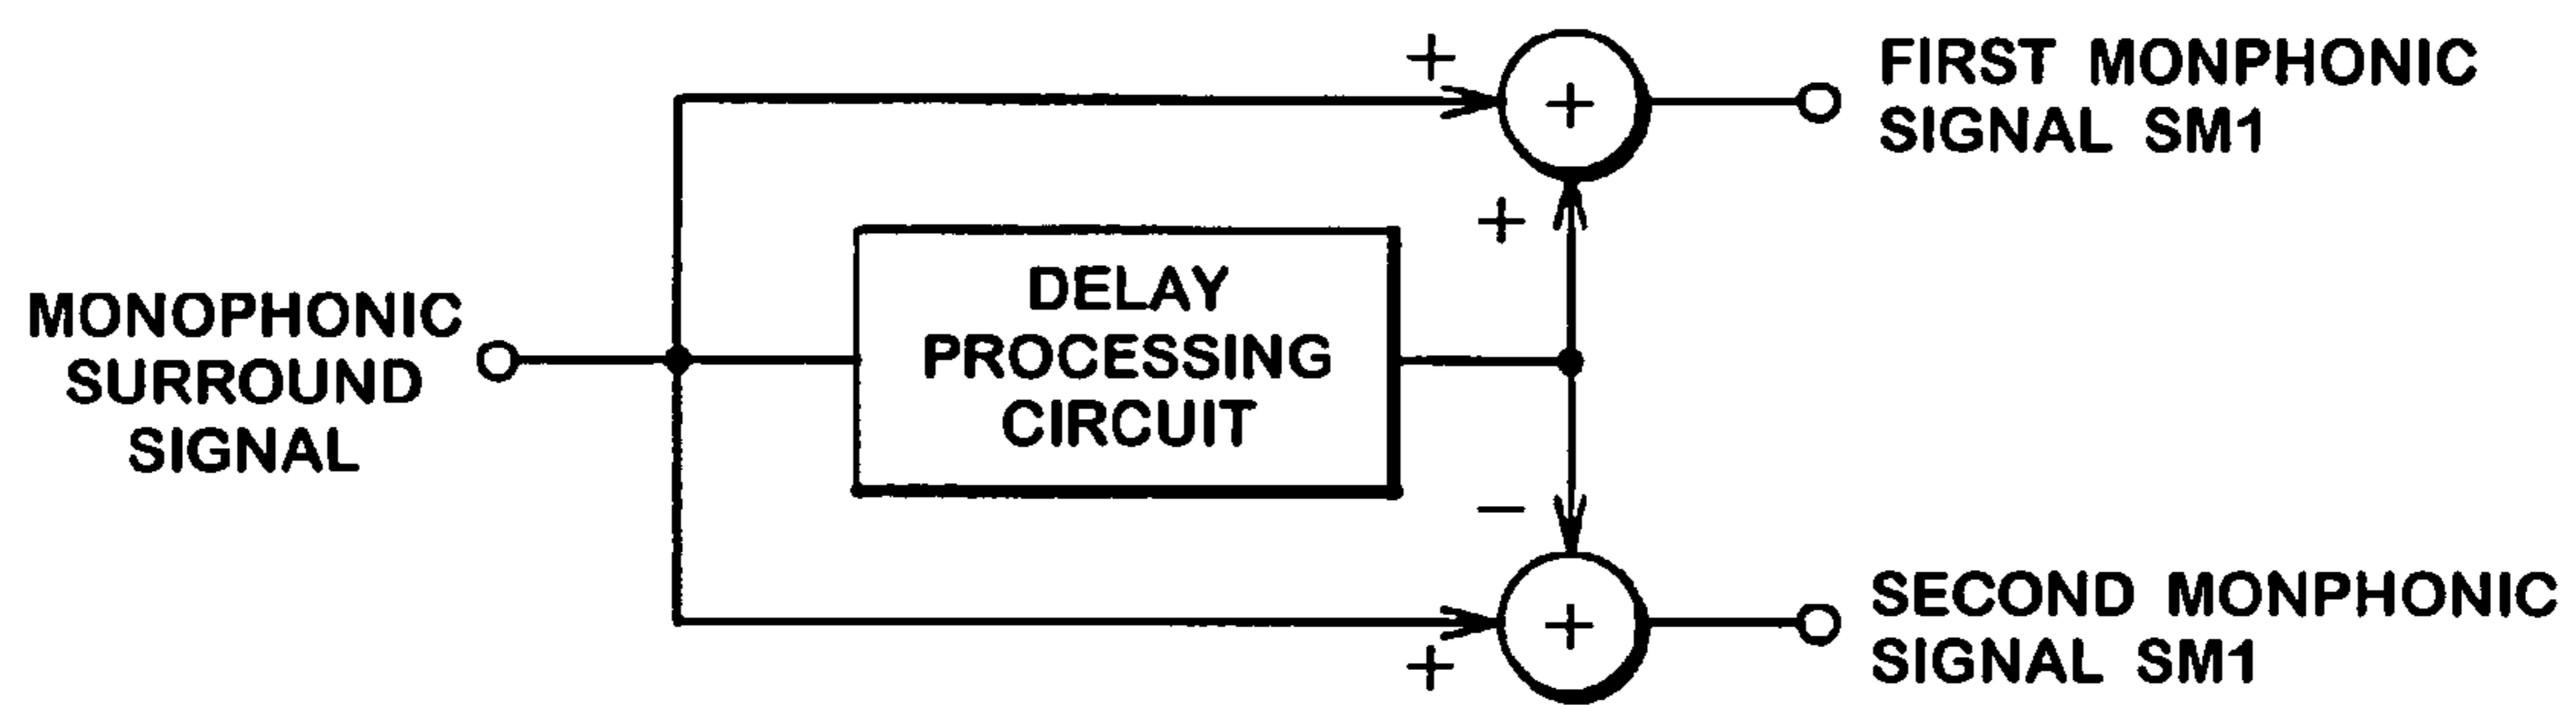 MONOPHONIC
SURROUND
SIGNAL
DELAY
PROCESSING
CIRCUIT
+
+
+
FIRST MONPHONIC
SIGNAL SM1
−
+
+
SECOND MONPHONIC
SIGNAL SM1